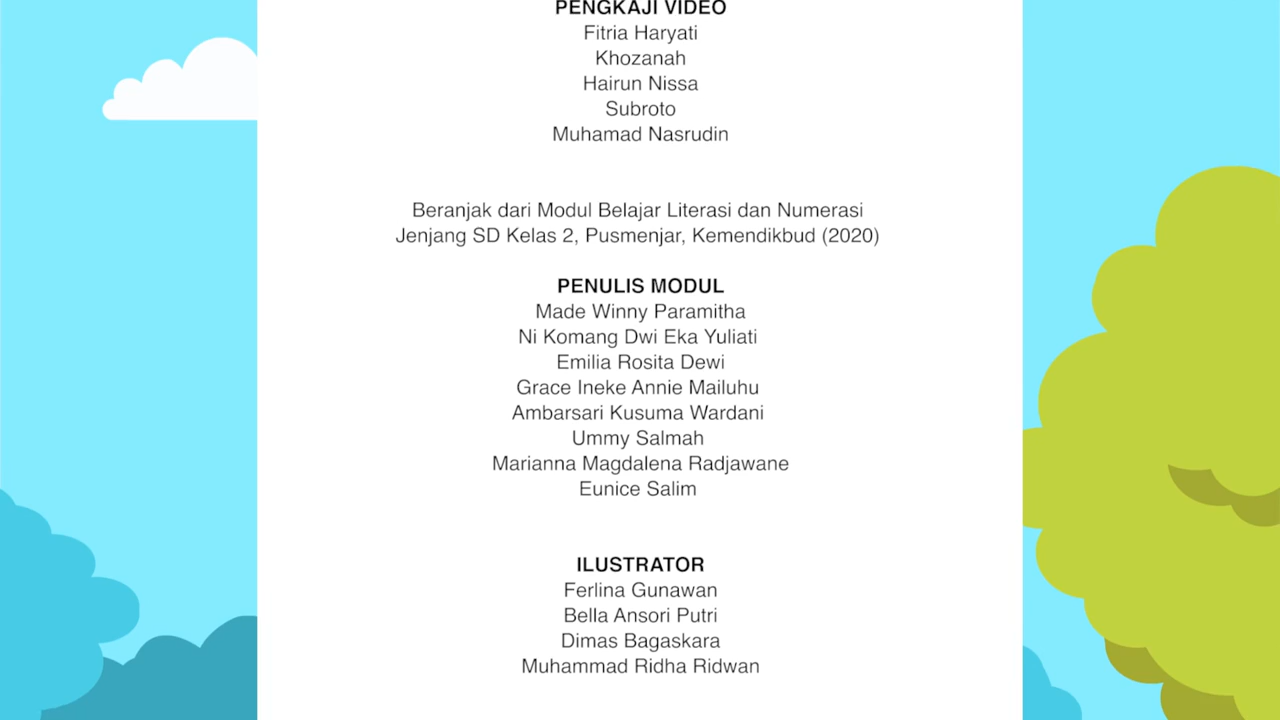 PENGKAJI VIDEO
Fitria Haryati
Khozanah
Hairun Nissa
Subroto
Muhamad Nasrudin
Beranjak dari Modul Belajar Literasi dan Numerasi
Jenjang SD Kelas 2, Pusmenjar, Kemendikbud (2020)
PENULIS MODUL
Made Winny Paramitha
Ni Komang Dwi Eka Yuliati
Emilia Rosita Dewi
Grace Ineke Annie Mailuhu
Ambarsari Kusuma Wardani
Ummy Salmah
Marianna Magdalena Radjawane
Eunice Salim
ILUSTRATOR
Ferlina Gunawan
Bella Ansori Putri
Dimas Bagaskara
Muhammad Ridha Ridwan